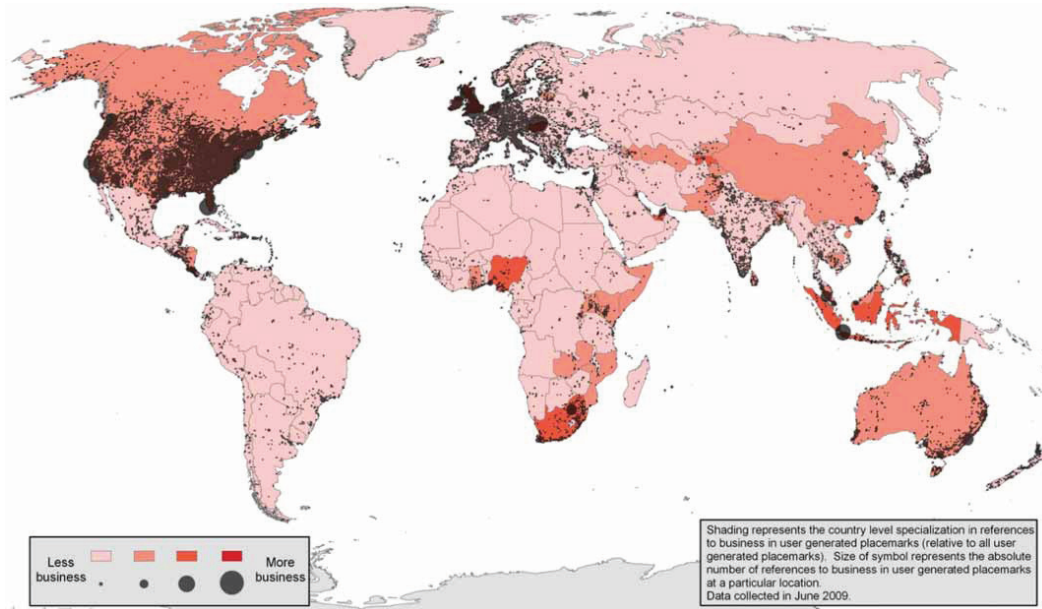 Less
business
More
business
Shading represents the country level specialization in references
to business in user generated placemarks (relative to all user
generated placemarks). Size of symbol represents the absolute
number of references to business in user generated placemarks
at a particular location.
Data collected in June 2009.